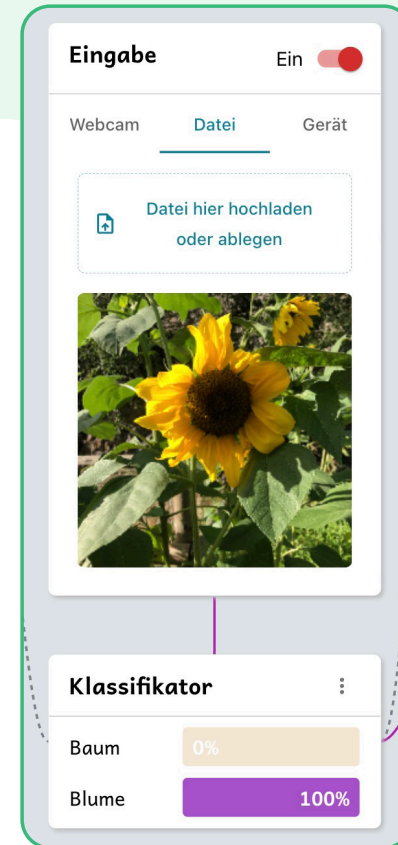 Eingabe
Ein
Webcam Datei Gerät
Datei hier hochladen
oder ablegen
Klassifikator
Baum 0%
Blume 100%